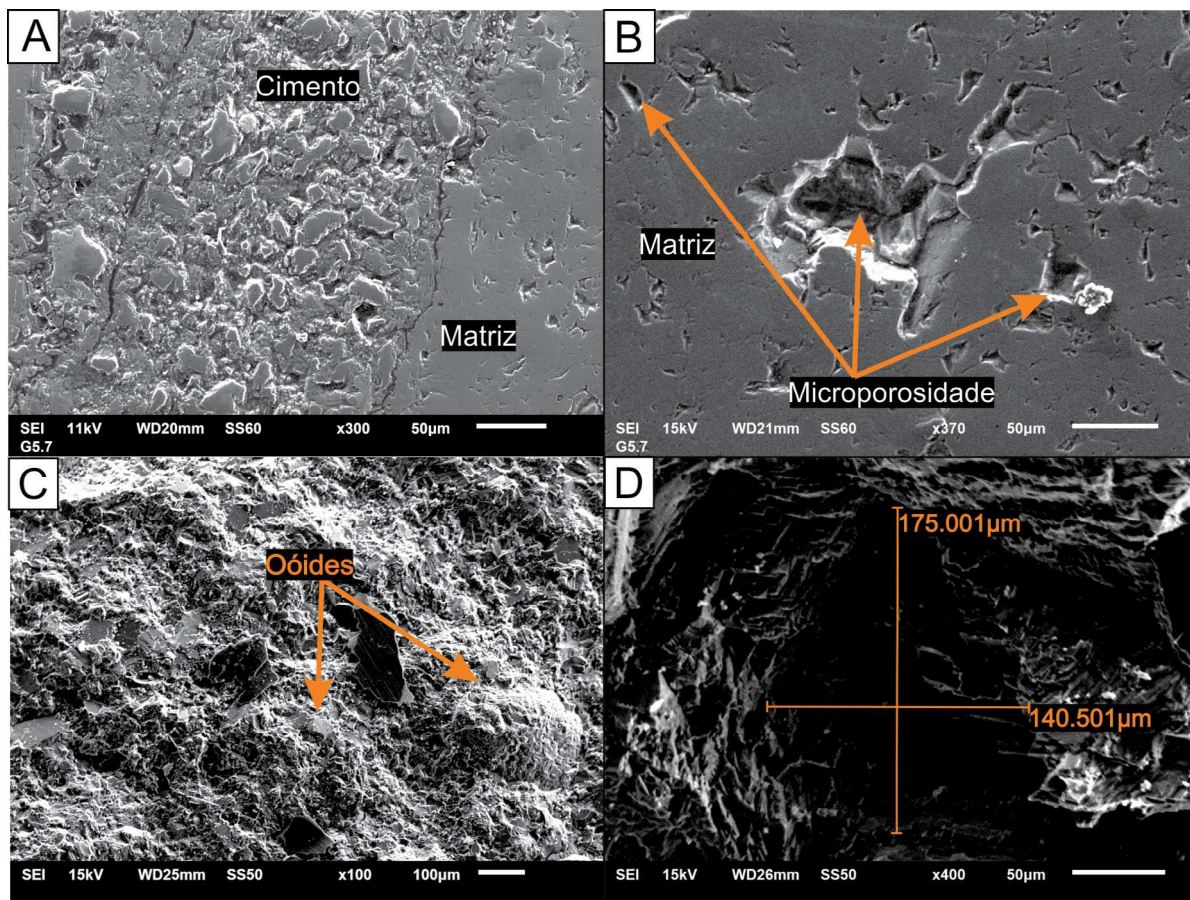 A
Cimento
Matriz
SEI 11kV WD20mm SS60 x300 50µm
G5.7
B
Matriz
Microporosidade
SEI 15kV WD21mm SS60 x370 50µm
G5.7
C
Oóides
SEI 15kV WD25mm SS50 x100 100µm
D
175.001µm
140.501µm
SEI 15kV WD26mm SS50 x400 50µm